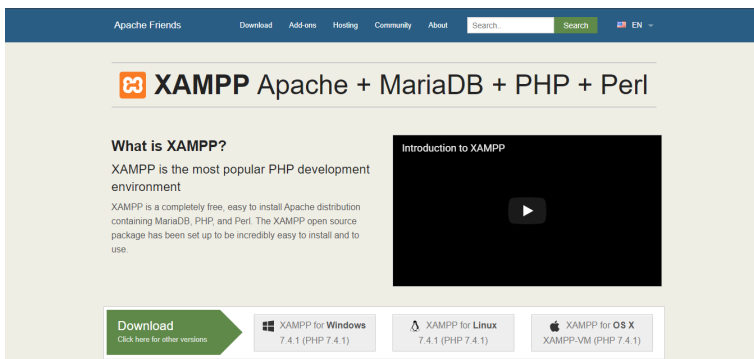 Apache Friends Download Add-ons Hosting Community About Search.. Search EN
XAMPP Apache + MariaDB + PHP + Perl
What is XAMPP?
XAMPP is the most popular PHP development
environment
XAMPP is a completely free, easy to install Apache distribution
containing MariaDB, PHP, and Perl. The XAMPP open source
package has been set up to be incredibly easy to install and to
use.
Introduction to XAMPP
Download
Click here for other versions
XAMPP for Windows
7.4.1 (PHP 7.4.1)
XAMPP for Linux
7.4.1 (PHP 7.4.1)
XAMPP for OS X
XAMPP-VM (PHP 7.4.1)